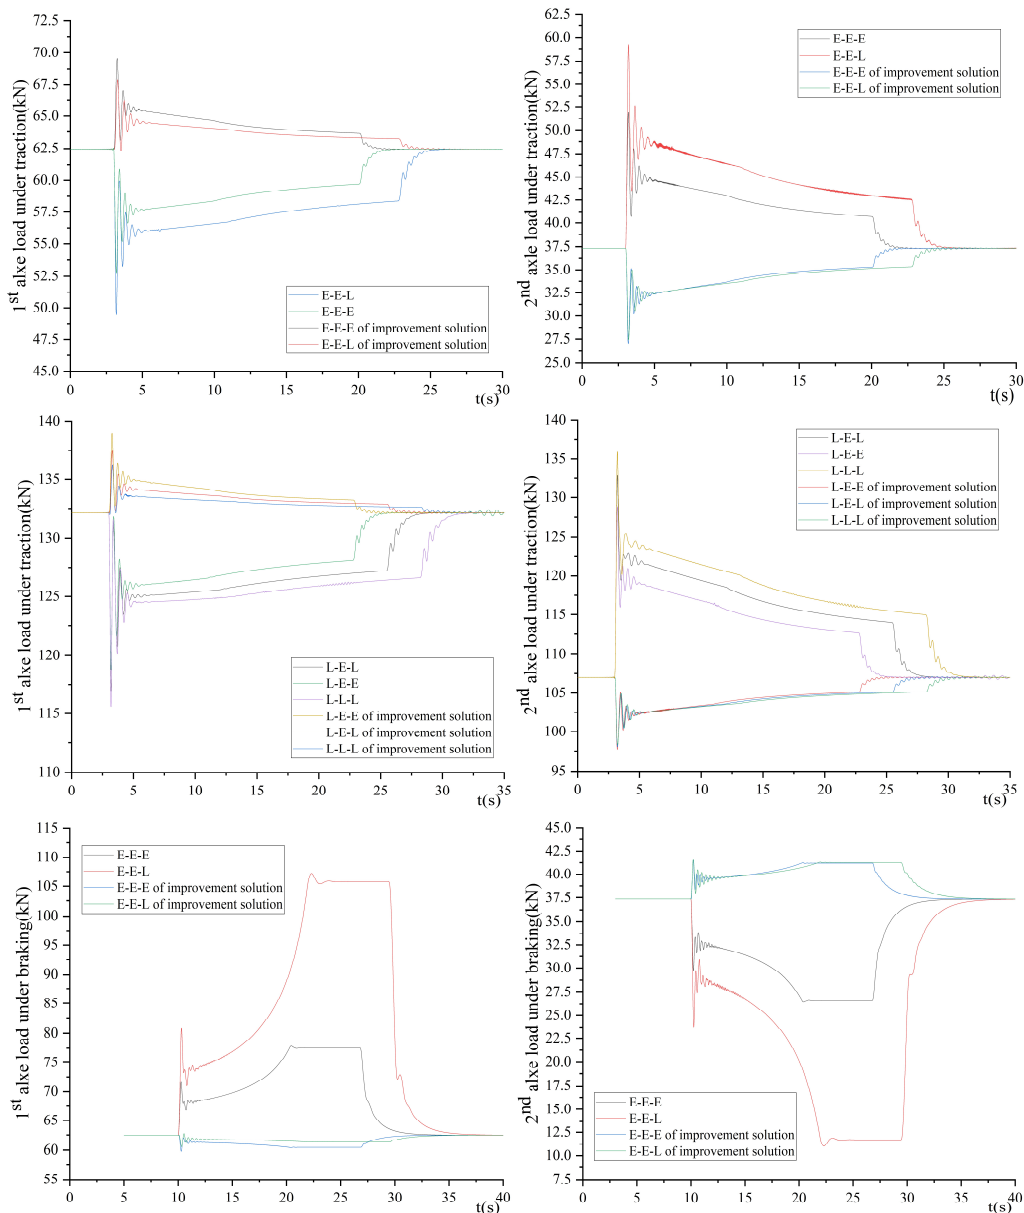 1st alxe load under traction(kN)
72.5
70.0
67.5
65.0
62.5
60.0
57.5
55.0
52.5
50.0
47.5
45.0
E-E-L
E-E-E
E-E-E of improvement solution
E-E-L of improvement solution
0 5 10 15 20 25 30
t(s)
2nd axle load under traction(kN)
62.5
60.0
57.5
55.0
52.5
50.0
47.5
45.0
42.5
40.0
37.5
35.0
32.5
30.0
27.5
25.0
E-E-E
E-E-L
E-E-E of improvement solution
E-E-L of improvement solution
0 5 10 15 20 25 30
t(s)
1st alxe load under traction(kN)
140
135
130
125
120
115
110
L-E-L
L-E-E
L-L-L
L-E-E of improvement solution
L-E-L of improvement solution
L-L-L of improvement solution
0 5 10 15 20 25 30 35
t(s)
2nd alxe load under traction(kN)
140
135
130
125
120
115
110
105
100
95
L-E-L
L-E-E
L-L-L
L-E-E of improvement solution
L-E-L of improvement solution
L-L-L of improvement solution
0 5 10 15 20 25 30 35
t(s)
1st alxe load under braking(kN)
115
110
105
100
95
90
85
80
75
70
65
60
55
E-E-E
E-E-L
E-E-E of improvement solution
E-E-L of improvement solution
0 5 10 15 20 25 30 35 40
t(s)
2nd alxe load under braking(kN)
45.0
42.5
40.0
37.5
35.0
32.5
30.0
27.5
25.0
22.5
20.0
17.5
15.0
12.5
10.0
7.5
E-E-E
E-E-L
E-E-E of improvement solution
E-E-L of improvement solution
0 5 10 15 20 25 30 35 40
t(s)